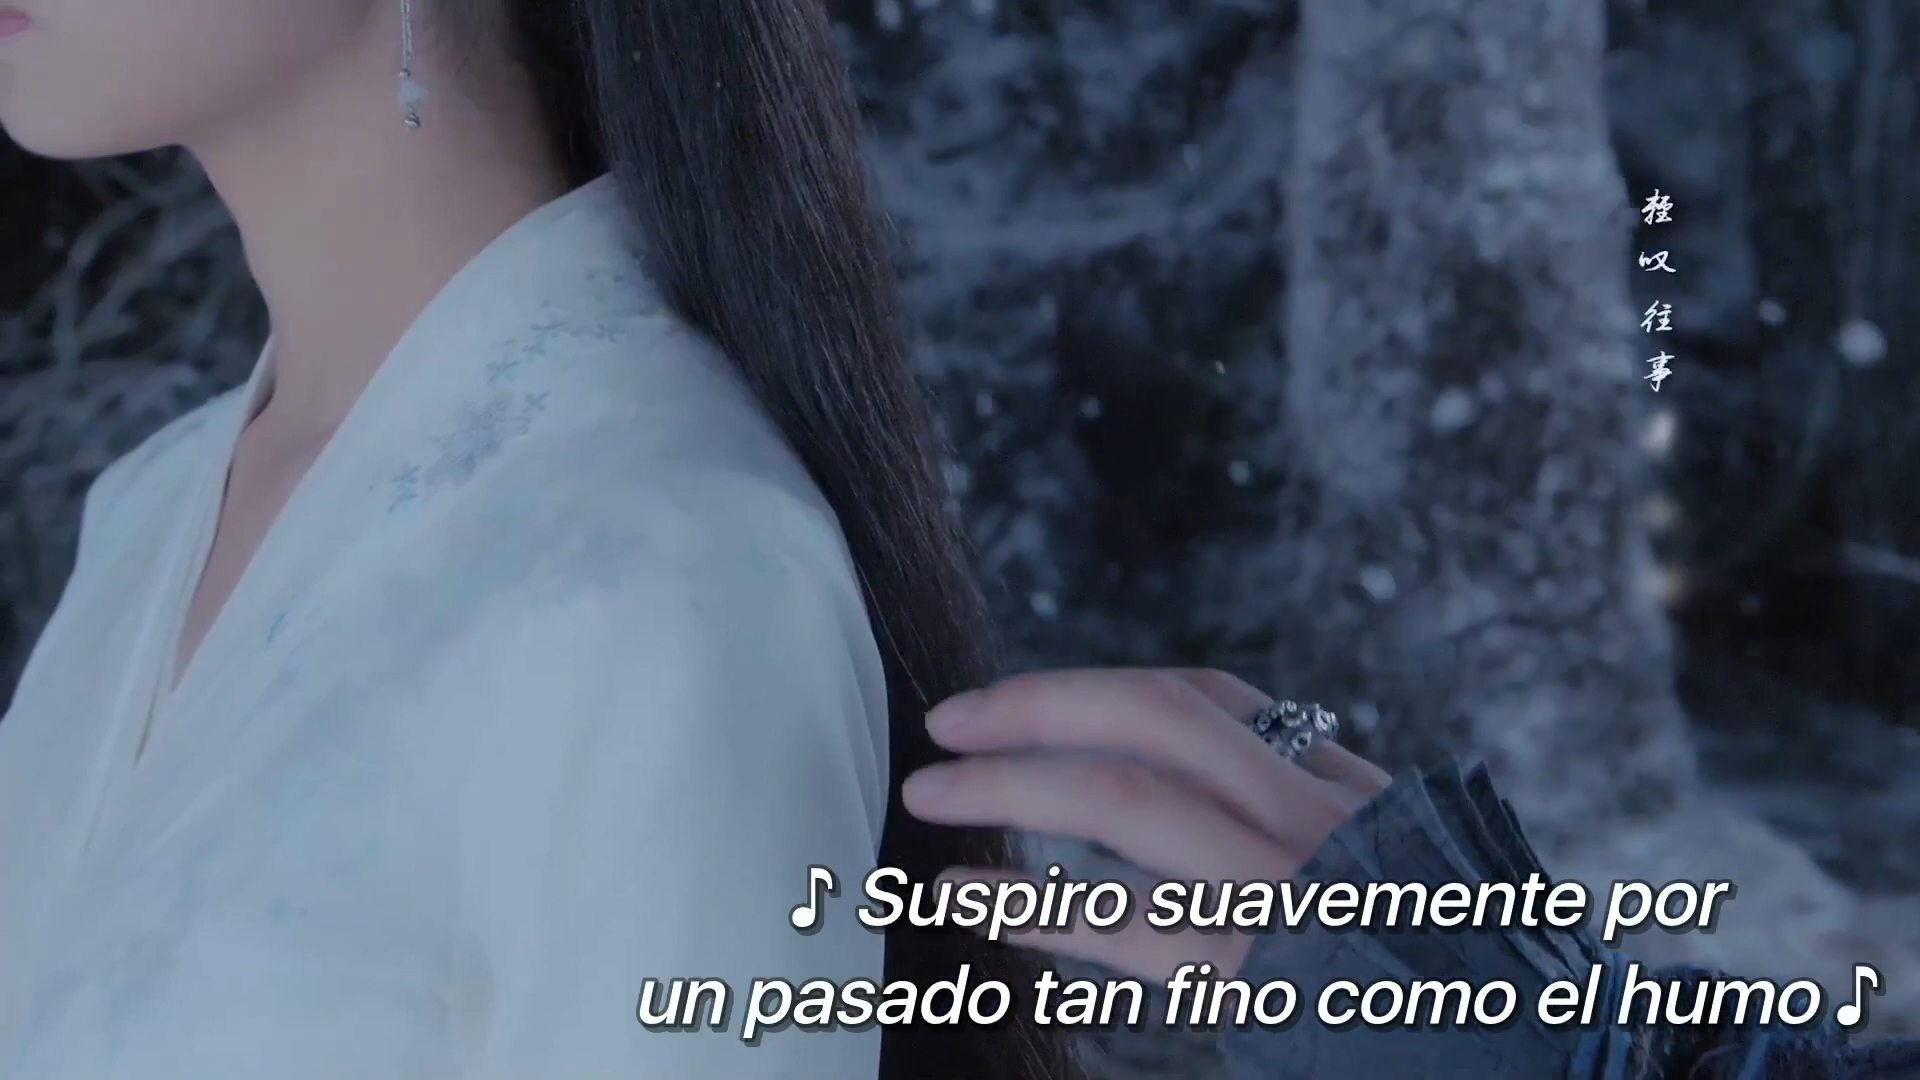 轻叹往事
♪ Suspiro suavemente por
un pasado tan fino como el humo ♪